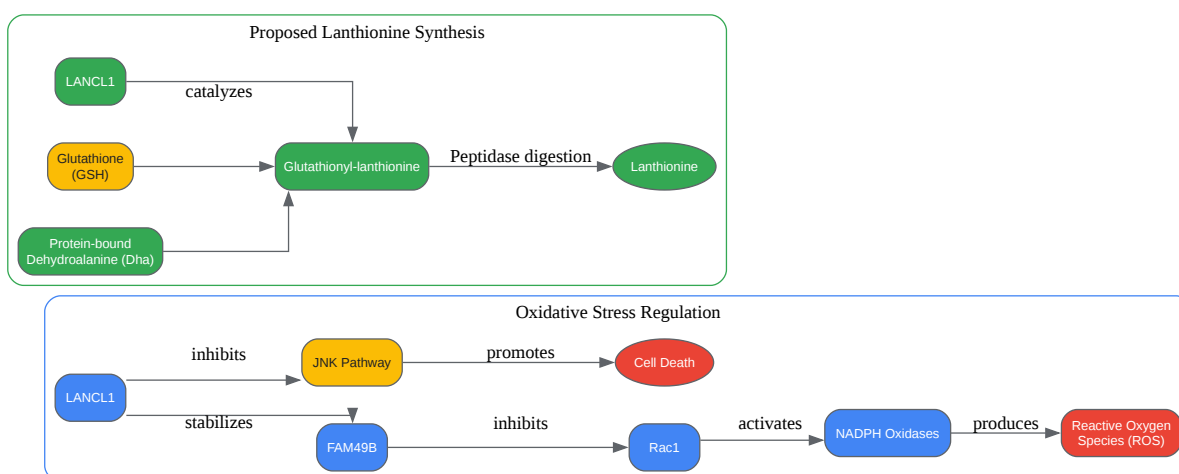 Proposed Lanthionine Synthesis
LANCL1
catalyzes
Glutathione
(GSH)
Glutathionyl-lanthionine
Peptidase digestion
Lanthionine
Protein-bound
Dehydroalanine (Dha)
Oxidative Stress Regulation
LANCL1
inhibits
JNK Pathway
promotes
Cell Death
stabilizes
FAM49B
inhibits
Rac1
activates
NADPH Oxidases
produces
Reactive Oxygen
Species (ROS)